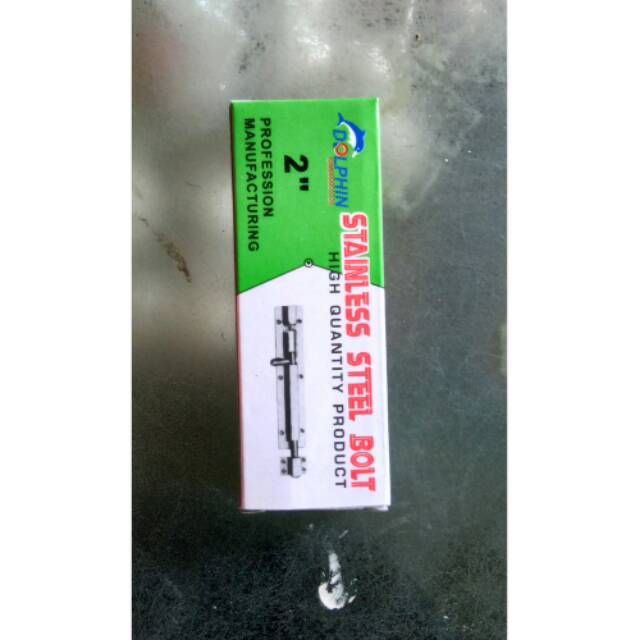 DOLPHIN
STAINLESS STEEL BOLT
HIGH QUANTITY PRODUCT
2"
PROFESSION
MANUFACTURING